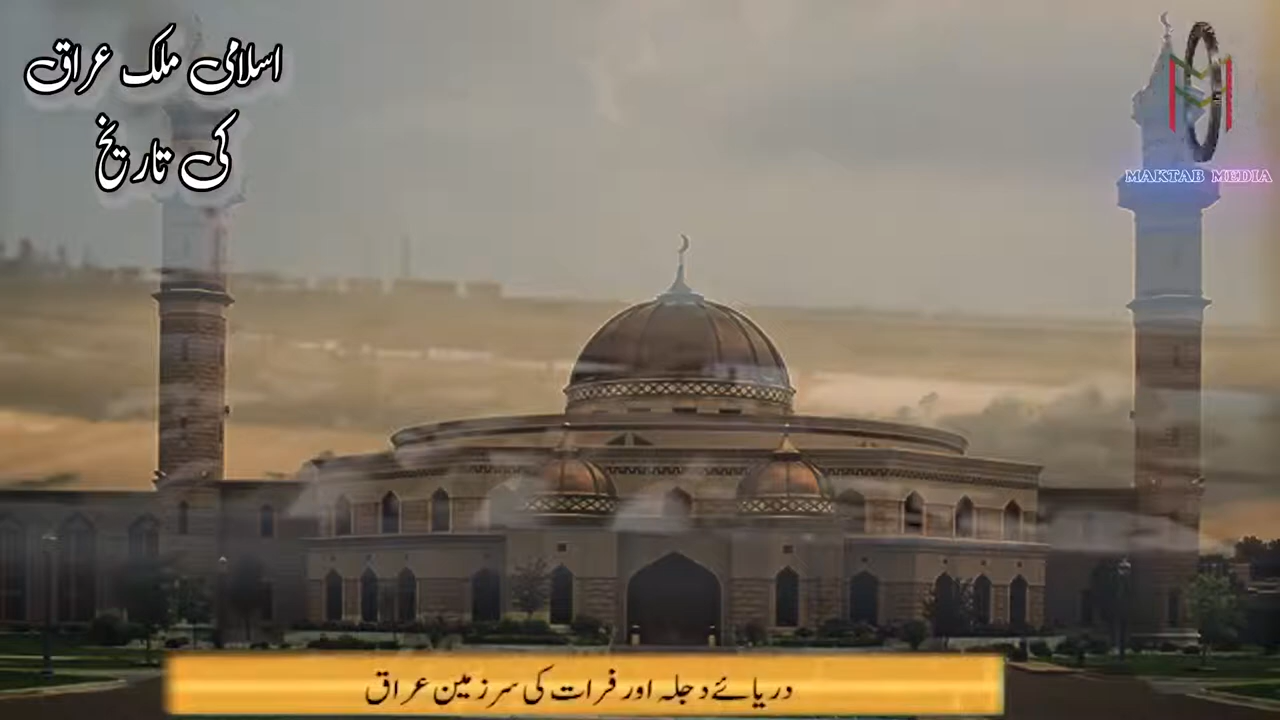 اسلامی ملک عراق
کی تاریخ
MAKTAB MEDIA
دریائے دجلہ اور فرات کی سرزمین عراق